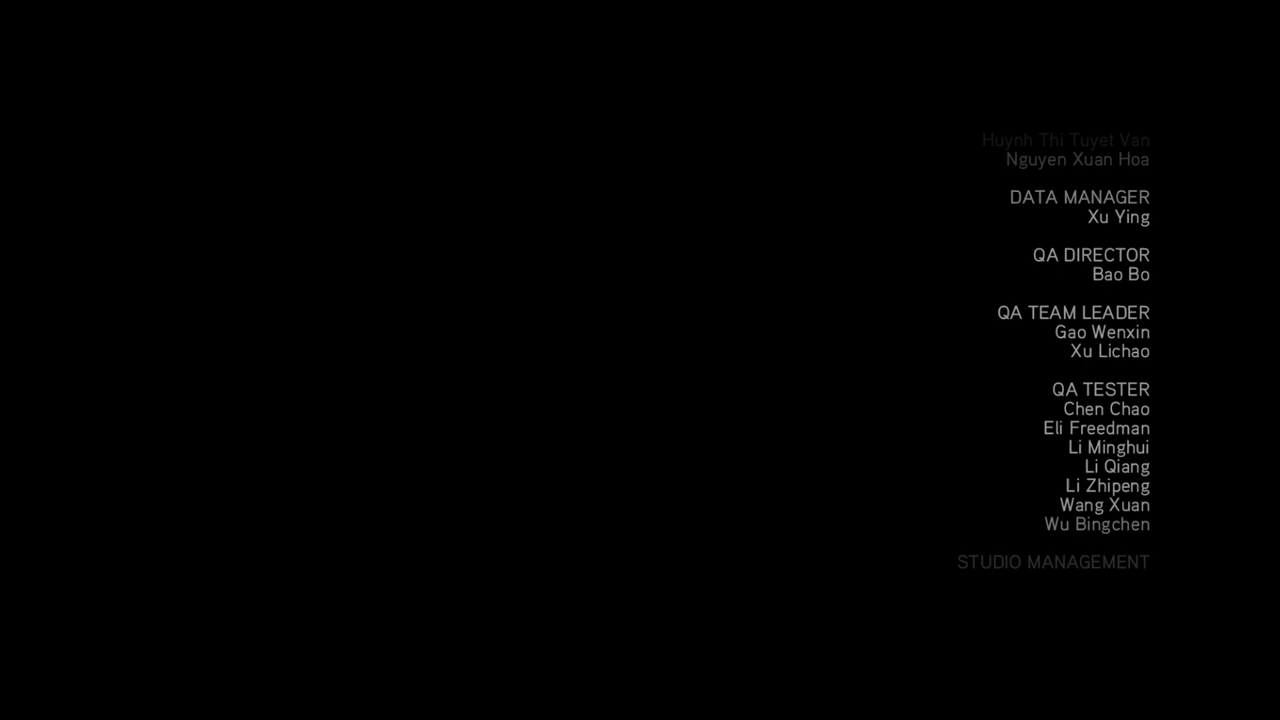 Huynh Thi Tuyet Van
Nguyen Xuan Hoa
DATA MANAGER
Xu Ying
QA DIRECTOR
Bao Bo
QA TEAM LEADER
Gao Wenxin
Xu Lichao
QA TESTER
Chen Chao
Eli Freedman
Li Minghui
Li Qiang
Li Zhipeng
Wang Xuan
Wu Bingchen
STUDIO MANAGEMENT